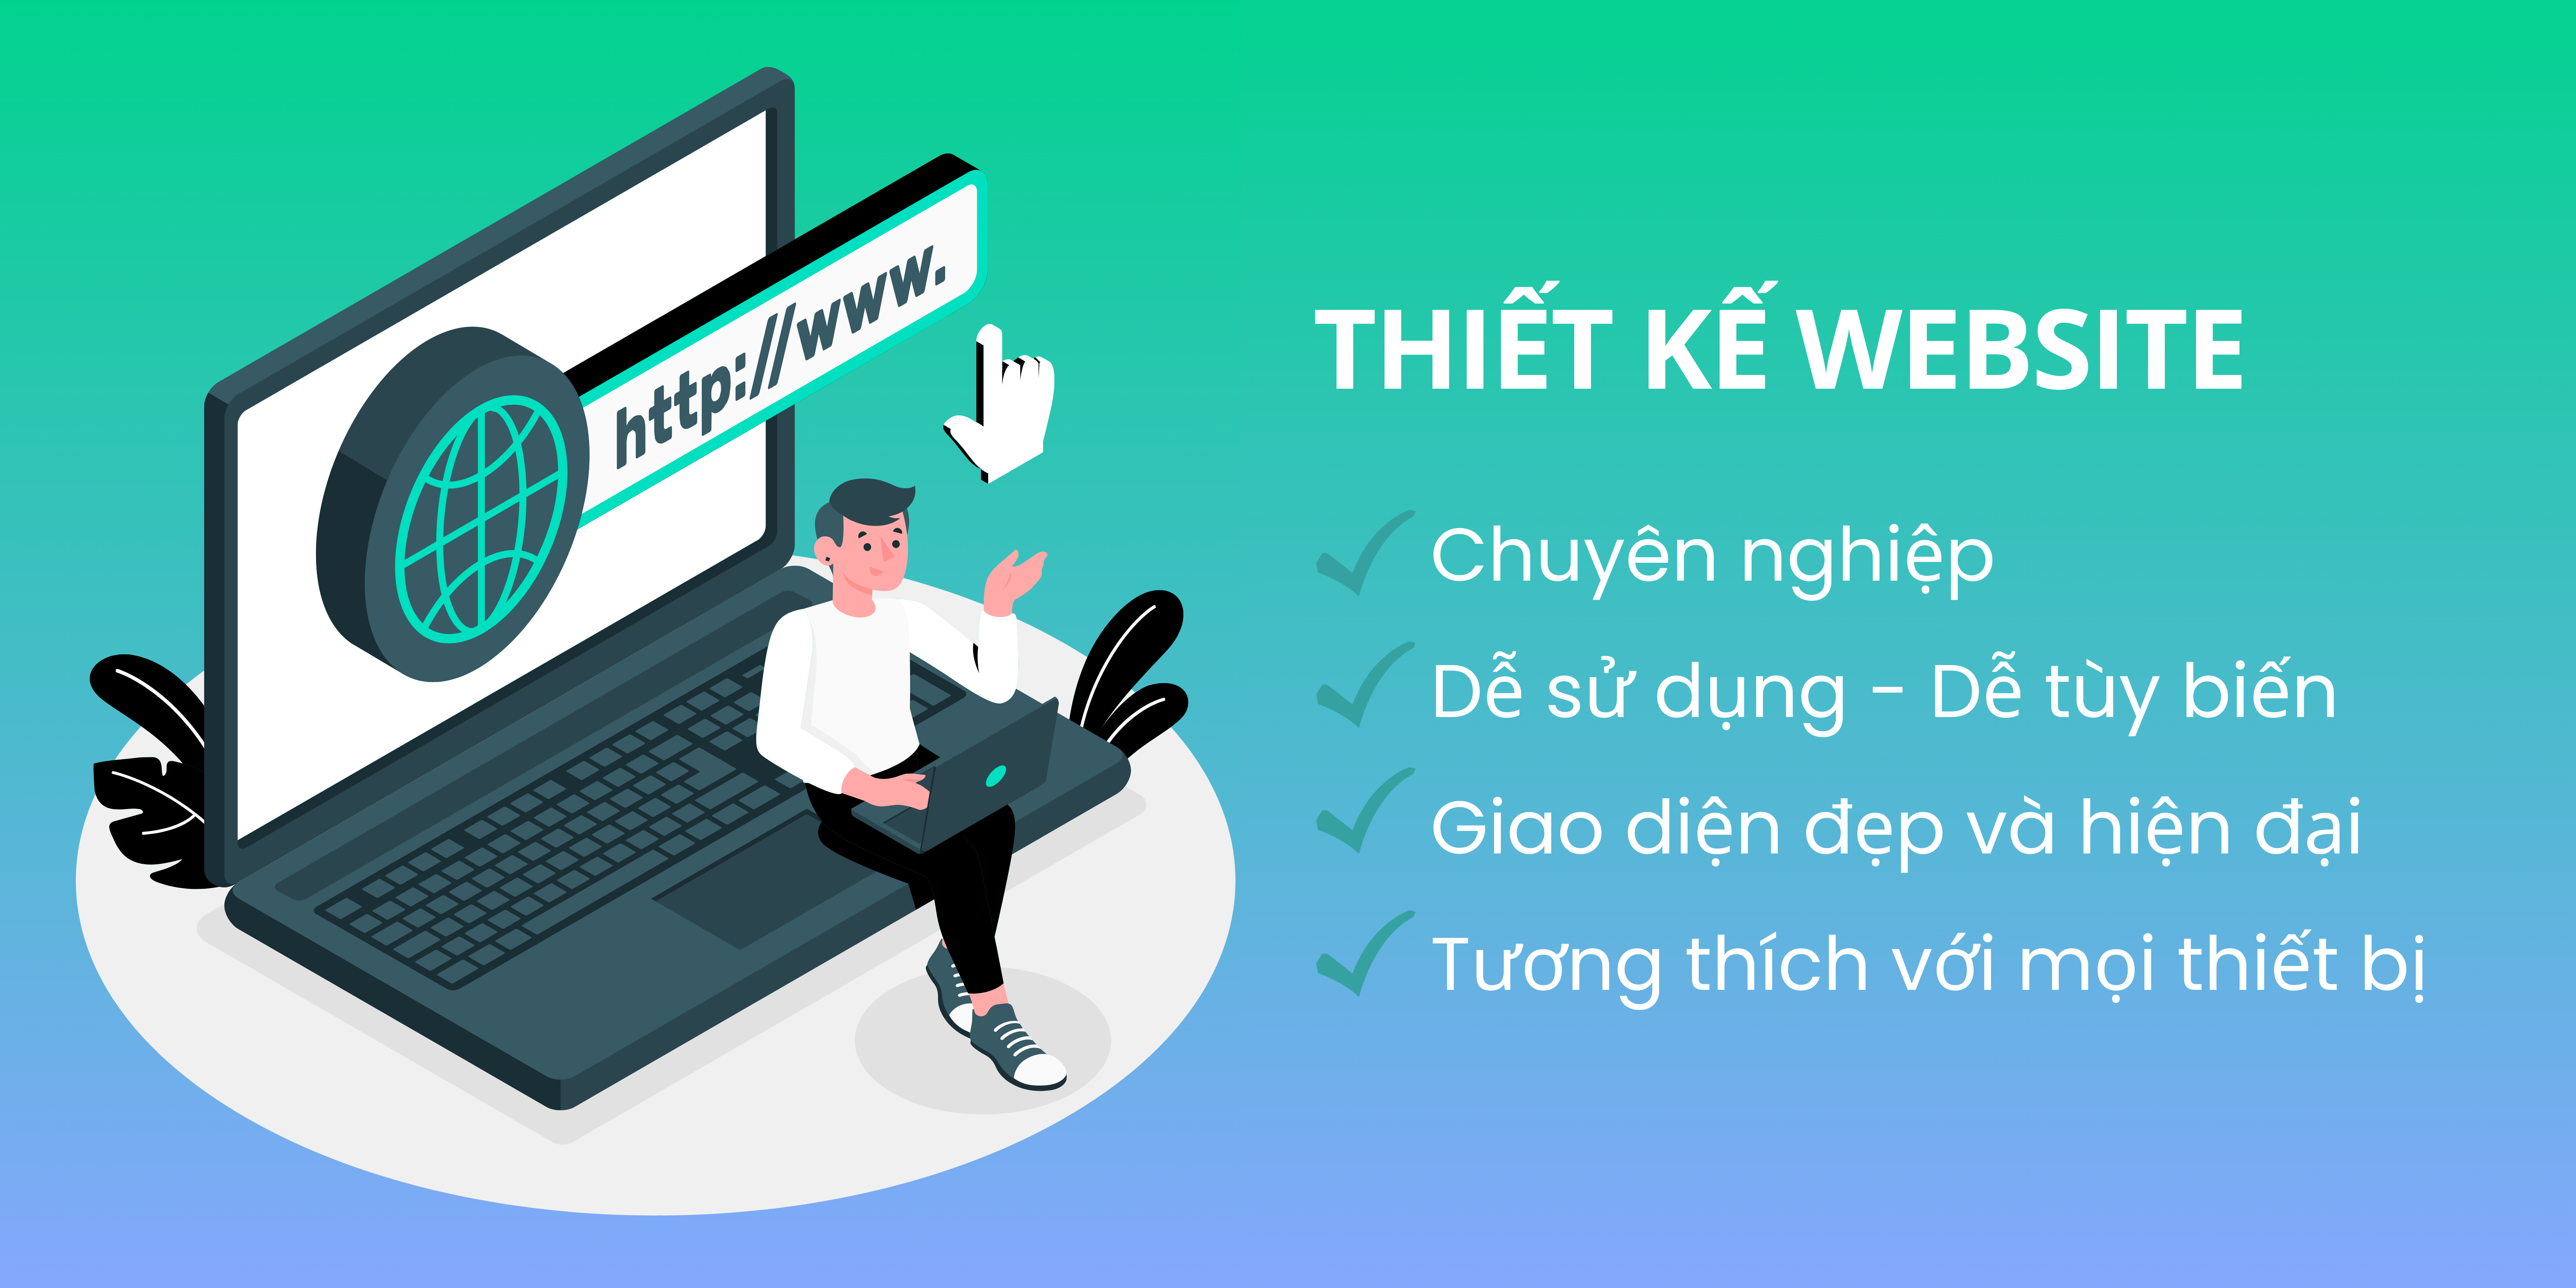 http://www.
THIẾT KẾ WEBSITE
Chuyên nghiệp
Dễ sử dụng - Dễ tùy biến
Giao diện đẹp và hiện đại
Tương thích với mọi thiết bị